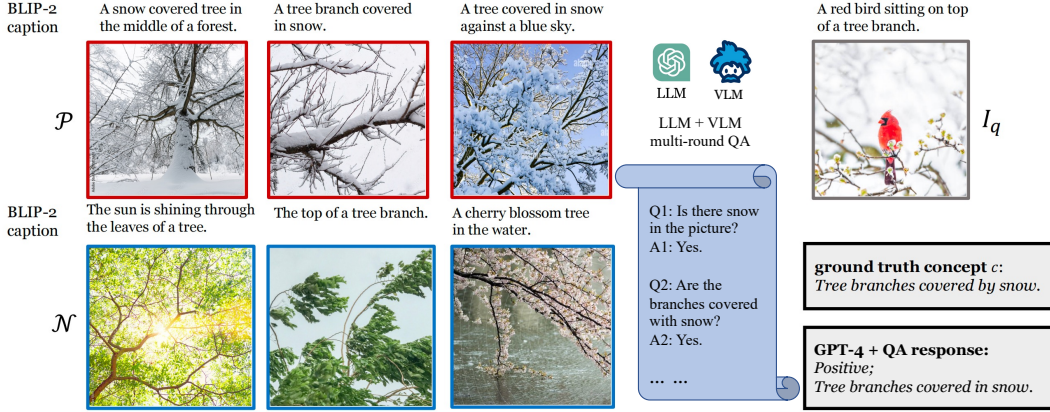 BLIP-2
caption
A snow covered tree in
the middle of a forest.
A tree branch covered
in snow.
A tree covered in snow
against a blue sky.
A red bird sitting on top
of a tree branch.
P
LLM
VLM
LLM + VLM
multi-round QA
I_q
BLIP-2
caption
The sun is shining through
the leaves of a tree.
The top of a tree branch.
A cherry blossom tree
in the water.
N
Q1: Is there snow
in the picture?
A1: Yes.
Q2: Are the
branches covered
with snow?
A2: Yes.
... ...
ground truth concept c:
Tree branches covered by snow.
GPT-4 + QA response:
Positive;
Tree branches covered in snow.